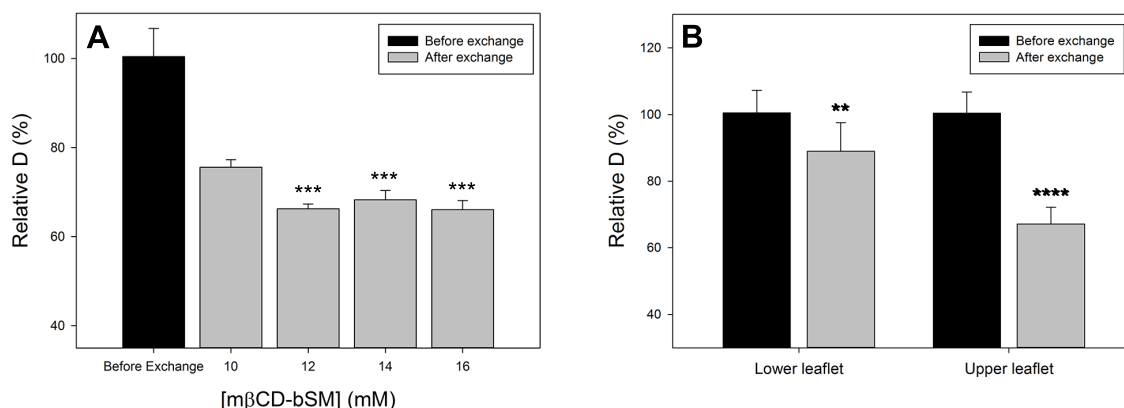 A
Before exchange
After exchange
100
80
60
40
Relative D (%)
***
***
***
Before Exchange 10 12 14 16
[mβCD-bSM] (mM)
B
Before exchange
After exchange
120
100
80
60
40
Relative D (%)
**
****
Lower leaflet Upper leaflet